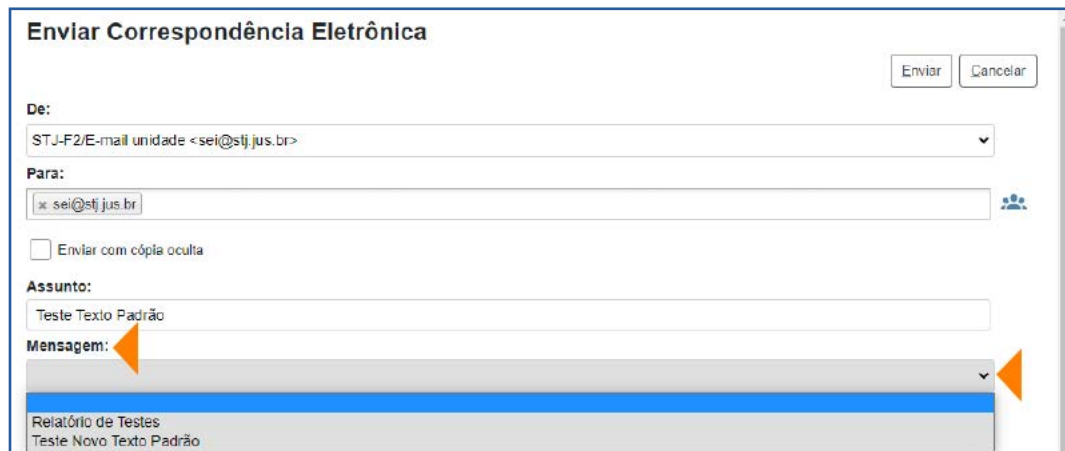 Enviar Correspondência Eletrônica
Enviar Cancelar
De:
STJ-F2/E-mail unidade <sei@stj.jus.br>
Para:
× sei@stj.jus.br
Enviar com cópia oculta
Assunto:
Teste Texto Padrão
Mensagem:
Relatório de Testes
Teste Novo Texto Padrão